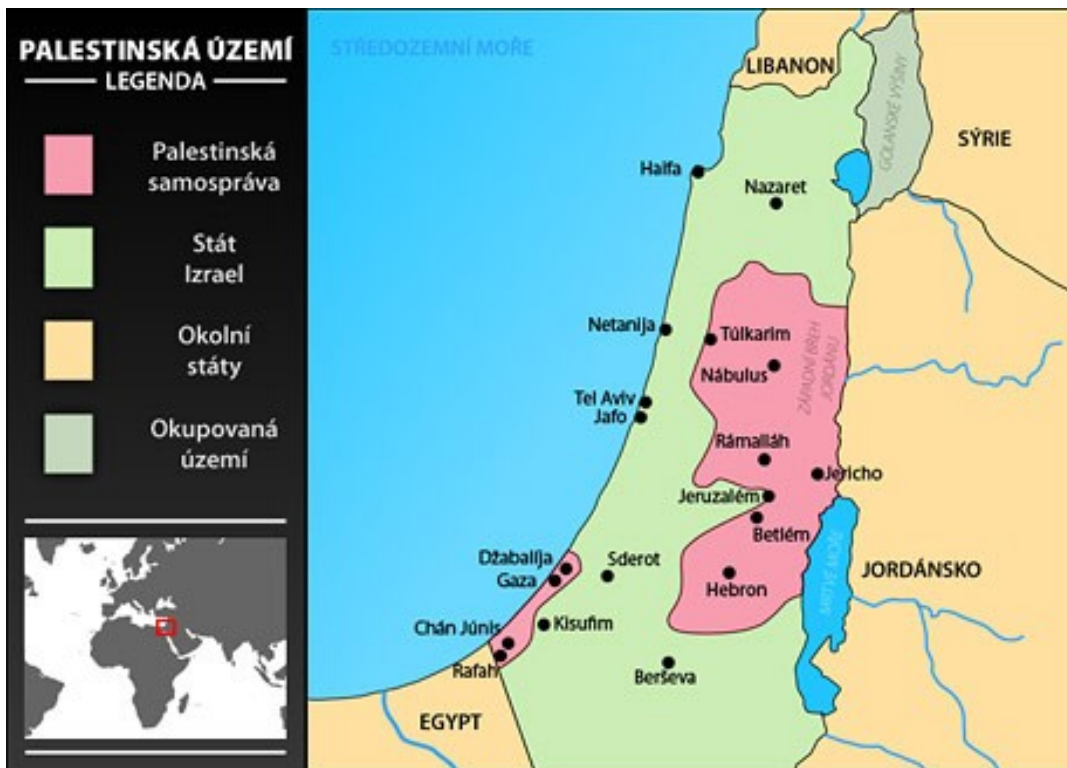 PALESTINSKÁ ÚZEMÍ
LEGENDA
Palestinská
samospráva
Stát
Izrael
Okolní
státy
Okupovaná
území
STŘEDOZEMNÍ MOŘE
LIBANON
GOLANSKÉ VÝŠINY
SÝRIE
Haifa
Nazaret
Netanija
Túlkarim
Nábulus
ZÁPADNÍ BŘEH
JORDÁNU
Tel Aviv
Jafo
Rámalláh
Jericho
Jeruzalém
Betlém
Džabalíja
Gaza
Sderot
Hebron
MRTVÉ MOŘE
JORDÁNSKO
Chán Júnis
Kisufim
Rafah
Berševa
EGYPT